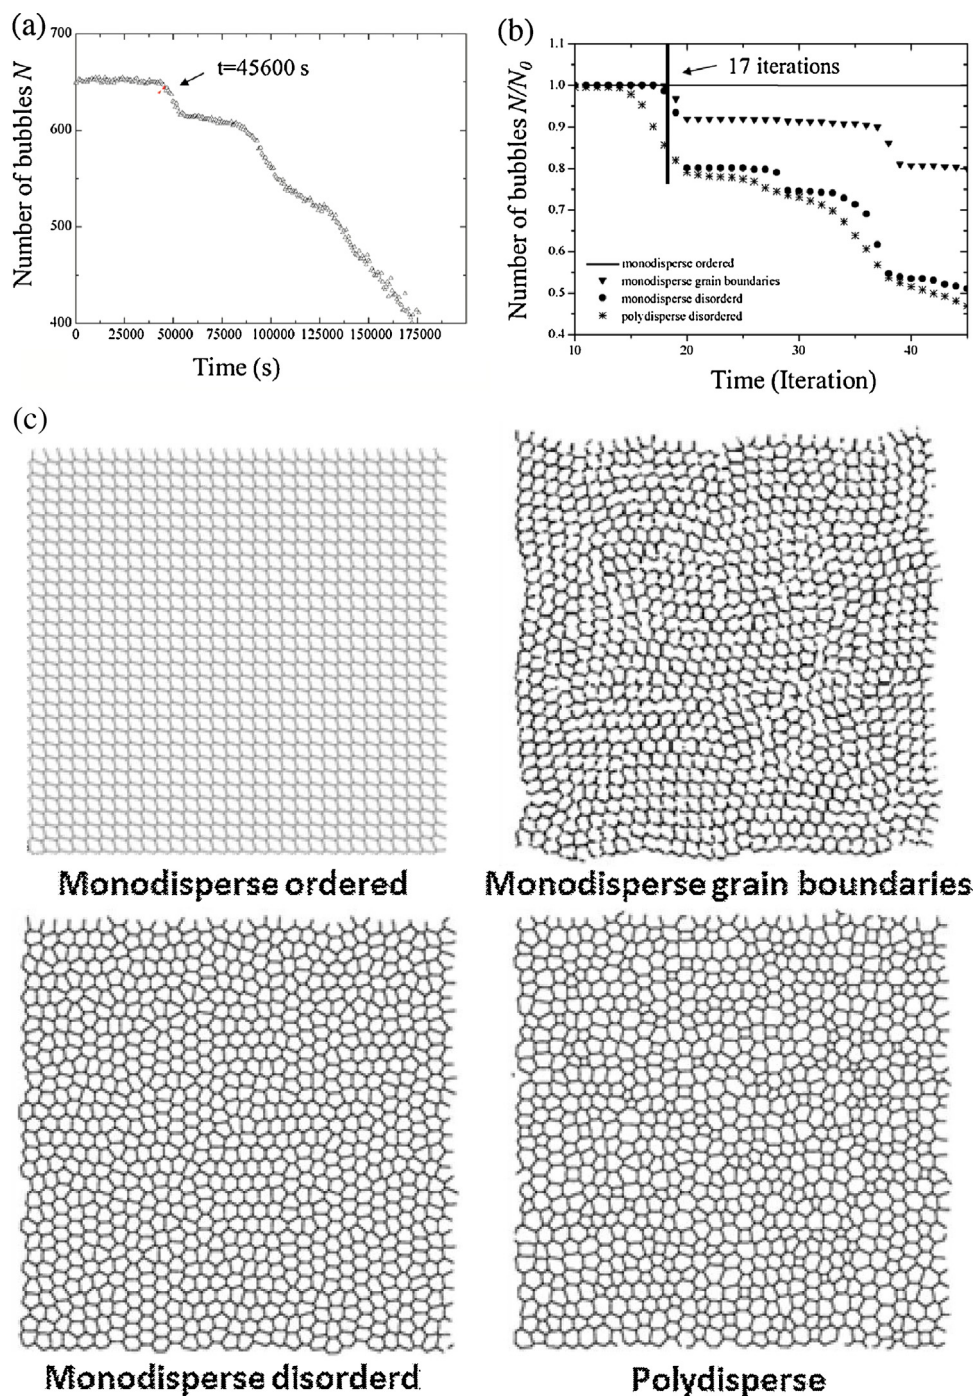 (a)
700
600
500
400
Number of bubbles N
t=45600 s
0 25000 50000 75000 100000 125000 150000 175000
Time (s)
(b)
1.1
1.0
0.9
0.8
0.7
0.6
0.5
0.4
Number of bubbles N/N0
17 iterations
monodisperse ordered
monodisperse grain boundaries
monodisperse disorderd
polydisperse disordered
10 20 30 40
Time (Iteration)
(c)
Monodisperse ordered
Monodisperse grain boundaries
Monodisperse disorderd
Polydisperse